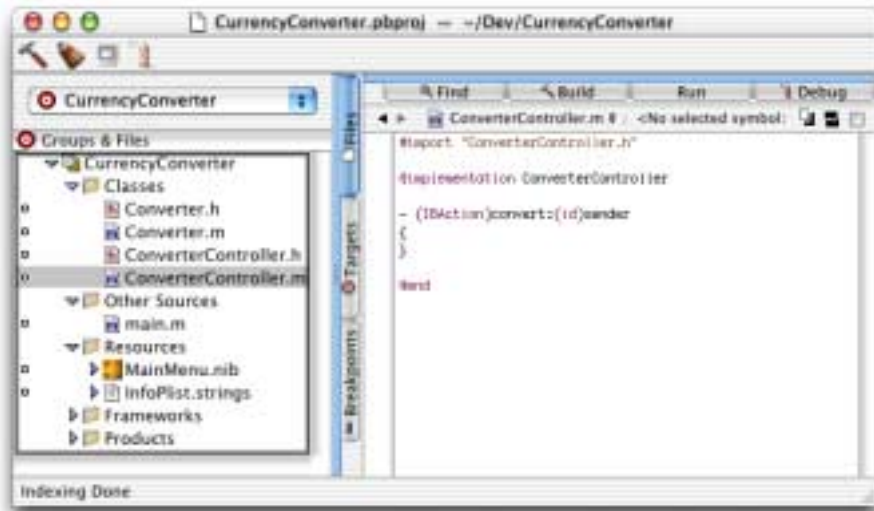 CurrencyConverter.pbproj — ~/Dev/CurrencyConverter
CurrencyConverter
Groups & Files
CurrencyConverter
Classes
Converter.h
Converter.m
ConverterController.h
ConverterController.m
Other Sources
main.m
Resources
MainMenu.nib
InfoPlist.strings
Frameworks
Products
Files
Targets
Breakpoints
Find
Build
Run
Debug
ConverterController.m
<No selected symbol:
#import "ConverterController.h"
@implementation ConverterController
- (IBAction)convert:(id)sender
{
}
@end
Indexing Done